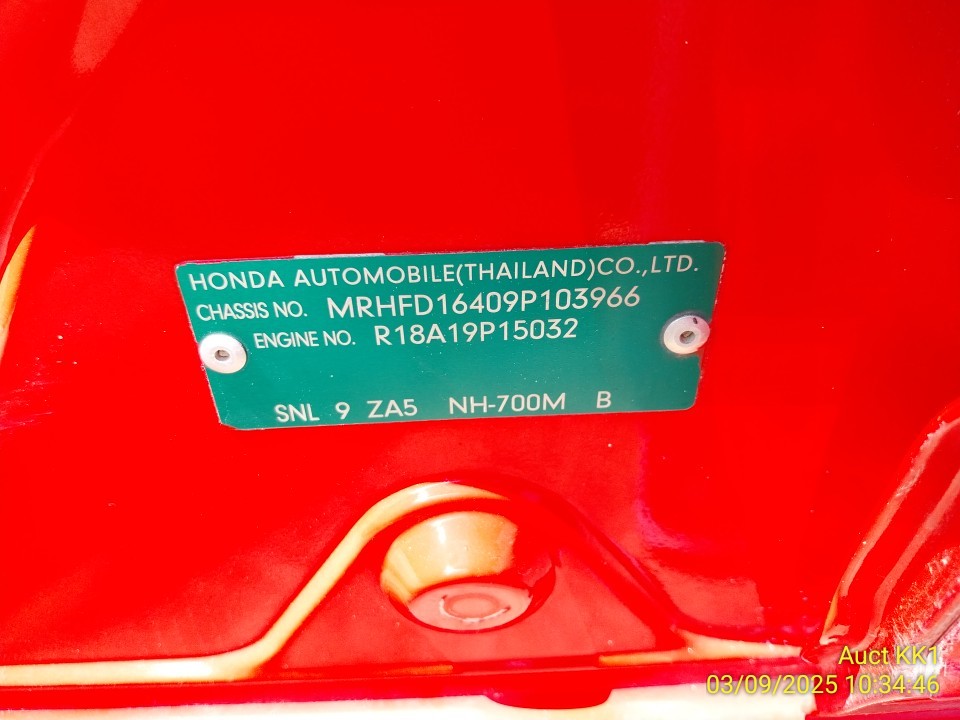 HONDA AUTOMOBILE(THAILAND)CO.,LTD.
CHASSIS NO. MRHFD16409P103966
ENGINE NO. R18A19P15032
SNL 9 ZA5 NH-700M B
Auct KK1
03/09/2025 10:34:46